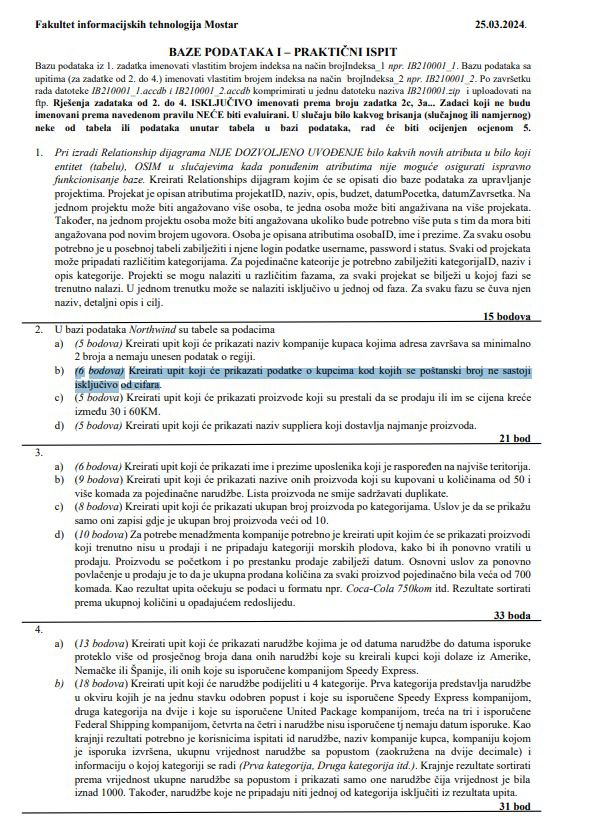 Fakultet informacijskih tehnologija Mostar 25.03.2024.
BAZE PODATAKA I – PRAKTIČNI ISPIT
Bazu podataka iz 1. zadatka imenovati vlastitim brojem indeksa na način brojIndeksa_1 npr. IB210001_1. Bazu podataka sa
upitima (za zadatke od 2. do 4.) imenovati vlastitim brojem indeksa na način brojIndeksa_2 npr. IB210001_2. Po završetku
rada datoteke IB210001_1.accdb i IB210001_2.accdb komprimirati u jednu datoteku naziva IB210001.zip i uploadovati na
ftp. Rješenja zadataka od 2. do 4. ISKLJUČIVO imenovati prema broju zadatka 2c, 3a... Zadaci koji ne budu
imenovani prema navedenom pravilu NEĆE biti evaluirani. U slučaju bilo kakvog brisanja (slučajnog ili namjernog)
neke od tabela ili podataka unutar tabela u bazi podataka, rad će biti ocijenjen ocjenom 5.
1. Pri izradi Relationship dijagrama NIJE DOZVOLJENO UVOĐENJE bilo kakvih novih atributa u bilo koji
entitet (tabelu), OSIM u slučajevima kada ponuđenim atributima nije moguće osigurati ispravno
funkcionisanje baze. Kreirati Relationships dijagram kojim će se opisati dio baze podataka za upravljanje
projektima. Projekat je opisan atributima projekatID, naziv, opis, budzet, datumPocetka, datumZavrsetka. Na
jednom projektu može biti angažovano više osoba, te jedna osoba može biti angaživana na više projekata.
Također, na jednom projektu osoba može biti angažovana ukoliko bude potrebno više puta s tim da mora biti
angažovana pod novim brojem ugovora. Osoba je opisana atributima osobaID, ime i prezime. Za svaku osobu
potrebno je u posebnoj tabeli zabilježiti i njene login podatke username, password i status. Svaki od projekata
može pripadati različitim kategorijama. Za pojedinačne kateorije je potrebno zabilježiti kategorijaID, naziv i
opis kategorije. Projekti se mogu nalaziti u različitim fazama, za svaki projekat se bilježi u kojoj fazi se
trenutno nalazi. U jednom trenutku može se nalaziti iskljucivo u jednoj od faza. Za svaku fazu se čuva njen
naziv, detaljni opis i cilj.
15 bodova
2. U bazi podataka Northwind su tabele sa podacima
a) (5 bodova) Kreirati upit koji će prikazati naziv kompanije kupaca kojima adresa završava sa minimalno
2 broja a nemaju unesen podatak o regiji.
b) (6 bodova) Kreirati upit koji će prikazati podatke o kupcima kod kojih se poštanski broj ne sastoji
isključivo od cifara.
c) (5 bodova) Kreirati upit koji će prikazati proizvode koji su prestali da se prodaju ili im se cijena kreće
između 30 i 60KM.
d) (5 bodova) Kreirati upit koji će prikazati naziv suppliera koji dostavlja najmanje proizvoda.
21 bod
3.
a) (6 bodova) Kreirati upit koji će prikazati ime i prezime uposlenika koji je raspoređen na najviše teritorija.
b) (9 bodova) Kreirati upit koji će prikazati nazive onih proizvoda koji su kupovani u količinama od 50 i
više komada za pojedinačne narudžbe. Lista proizvoda ne smije sadržavati duplikate.
c) (8 bodova) Kreirati upit koji će prikazati ukupan broj proizvoda po kategorijama. Uslov je da se prikažu
samo oni zapisi gdje je ukupan broj proizvoda veći od 10.
d) (10 bodova) Za potrebe menadžmenta kompanije potrebno je kreirati upit kojim će se prikazati proizvodi
koji trenutno nisu u prodaji i ne pripadaju kategoriji morskih plodova, kako bi ih ponovno vratili u
prodaju. Proizvodu se početkom i po prestanku prodaje zabilježi datum. Osnovni uslov za ponovno
povlačenje u prodaju je to da je ukupna prodana količina za svaki proizvod pojedinačno bila veća od 700
komada. Kao rezultat upita očekuju se podaci u formatu npr. Coca-Cola 750kom itd. Rezultate sortirati
prema ukupnoj količini u opadajućem redoslijedu.
33 boda
4.
a) (13 bodova) Kreirati upit koji će prikazati narudžbe kojima je od datuma narudžbe do datuma isporuke
proteklo više od prosječnog broja dana onih narudžbi koje su kreirali kupci koji dolaze iz Amerike,
Nemačke ili Španije, ili onih koje su isporučene kompanijom Speedy Express.
b) (18 bodova) Kreirati upit koji će narudžbe podijeliti u 4 kategorije. Prva kategorija predstavlja narudžbe
u okviru kojih je na jednu stavku odobren popust i koje su isporučene Speedy Express kompanijom,
druga kategorija na dvije i koje su isporučene United Package kompanijom, treća na tri i isporučene
Federal Shipping kompanijom, četvrta na četri i narudžbe nisu isporučene tj nemaju datum isporuke. Kao
krajnji rezultati potrebno je korisnicima ispitati id narudžbe, naziv kompanije kupca, kompaniju kojom
je isporuka izvršena, ukupnu vrijednost narudžbe sa popustom (zaokružena na dvije decimale) i
informaciju o kojoj kategoriji se radi (Prva kategorija, Druga kategorija itd.). Krajnje rezultate sortirati
prema vrijednost ukupne narudžbe sa popustom i prikazati samo one narudžbe čija vrijednost je bila
iznad 1000. Također, narudžbe koje ne pripadaju niti jednoj od kategorija isključiti iz rezultata upita.
31 bod